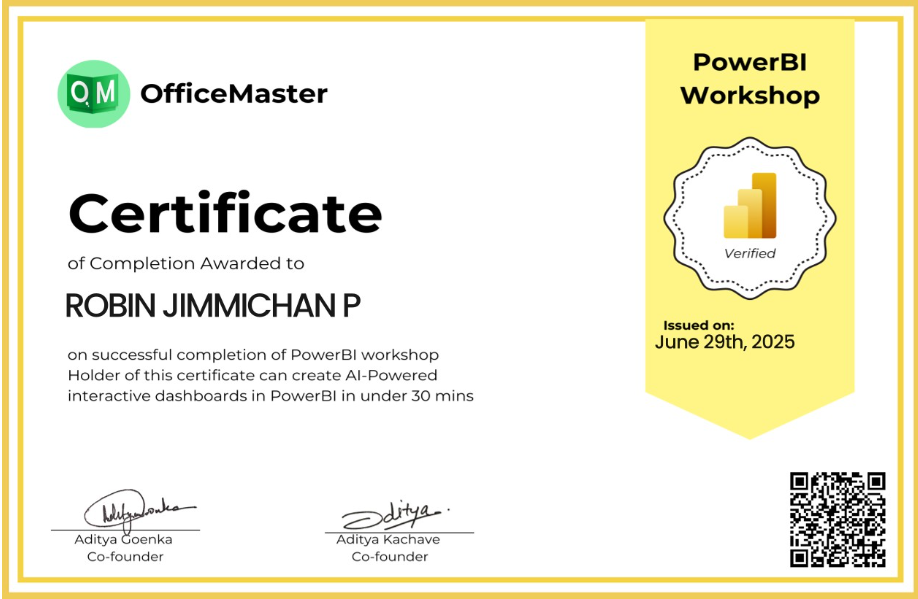 QM
OfficeMaster
PowerBI
Workshop
Verified
Issued on:
June 29th, 2025
Certificate
of Completion Awarded to
ROBIN JIMMICHAN P
on successful completion of PowerBI workshop
Holder of this certificate can create AI-Powered
interactive dashboards in PowerBI in under 30 mins
Aditya Goenka
Co-founder
Aditya.
Aditya Kachave
Co-founder